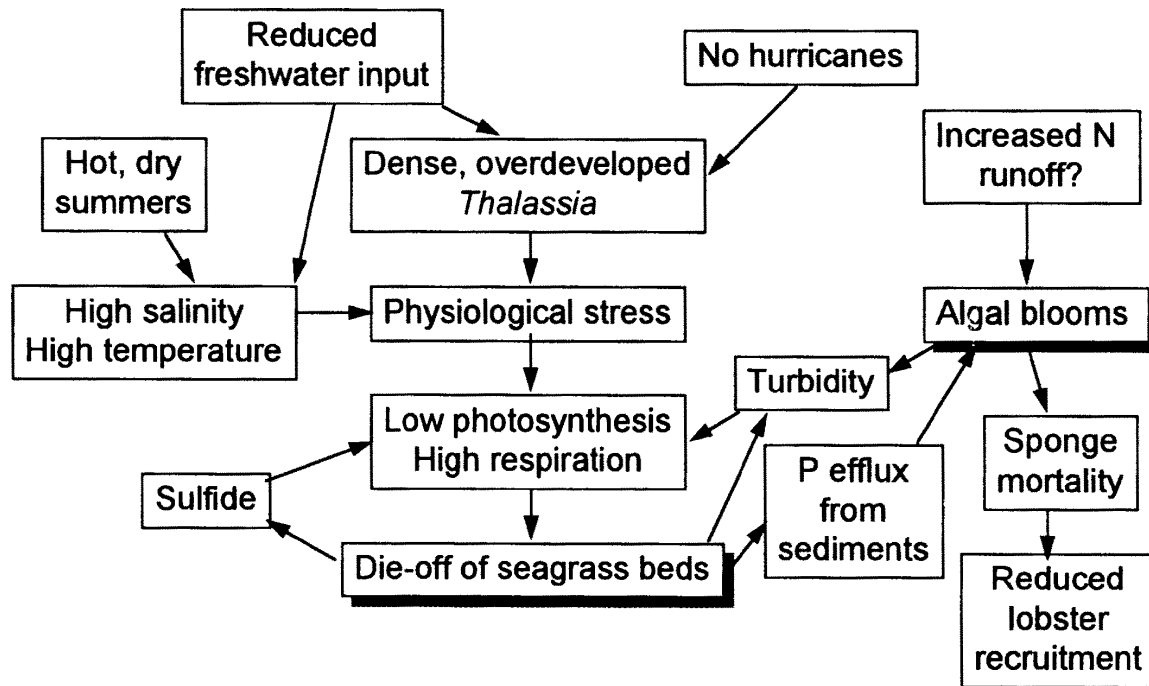 Reduced
freshwater input
No hurricanes
Hot, dry
summers
Dense, overdeveloped
Thalassia
Increased N
runoff?
High salinity
High temperature
Physiological stress
Algal blooms
Turbidity
Low photosynthesis
High respiration
Sponge
mortality
Sulfide
P efflux
from
sediments
Die-off of seagrass beds
Reduced
lobster
recruitment